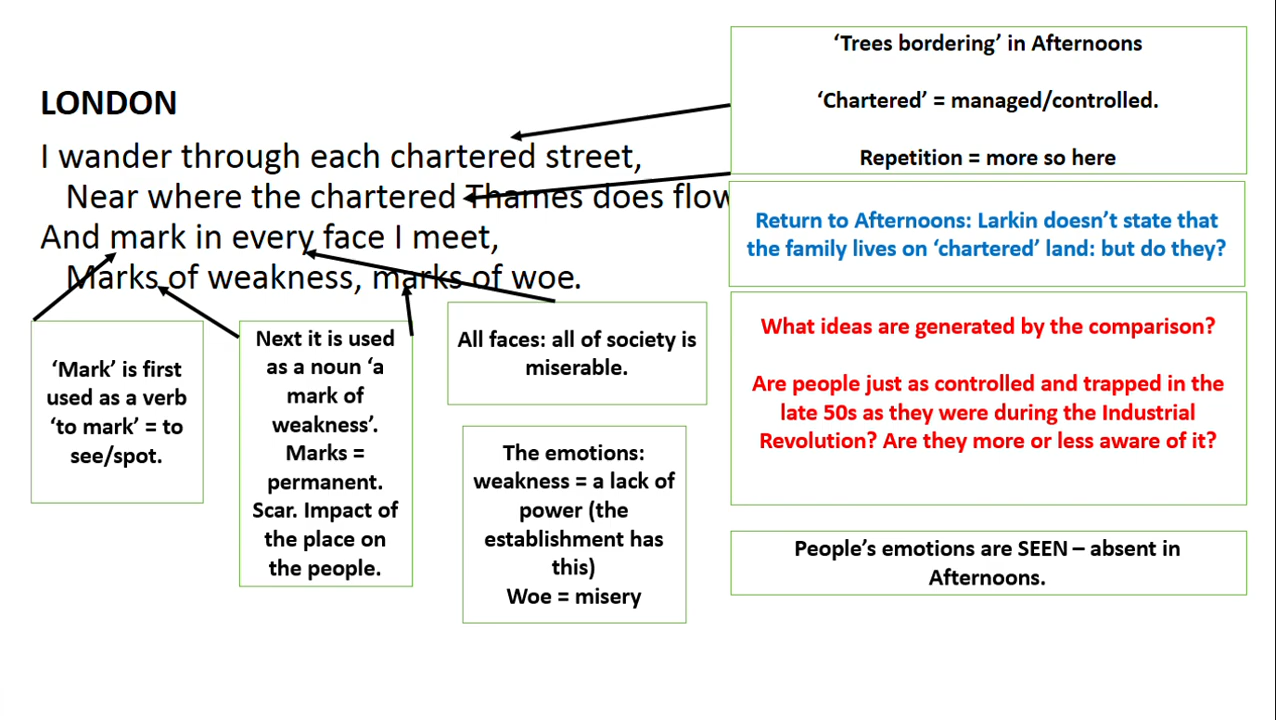 LONDON
I wander through each chartered street,
Near where the chartered Thames does flow
And mark in every face I meet,
Marks of weakness, marks of woe.
‘Trees bordering’ in Afternoons
‘Chartered’ = managed/controlled.
Repetition = more so here
Return to Afternoons: Larkin doesn’t state that
the family lives on ‘chartered’ land: but do they?
What ideas are generated by the comparison?
Are people just as controlled and trapped in the
late 50s as they were during the Industrial
Revolution? Are they more or less aware of it?
People’s emotions are SEEN – absent in
Afternoons.
‘Mark’ is first
used as a verb
‘to mark’ = to
see/spot.
Next it is used
as a noun ‘a
mark of
weakness’.
Marks =
permanent.
Scar. Impact of
the place on
the people.
All faces: all of society is
miserable.
The emotions:
weakness = a lack of
power (the
establishment has
this)
Woe = misery